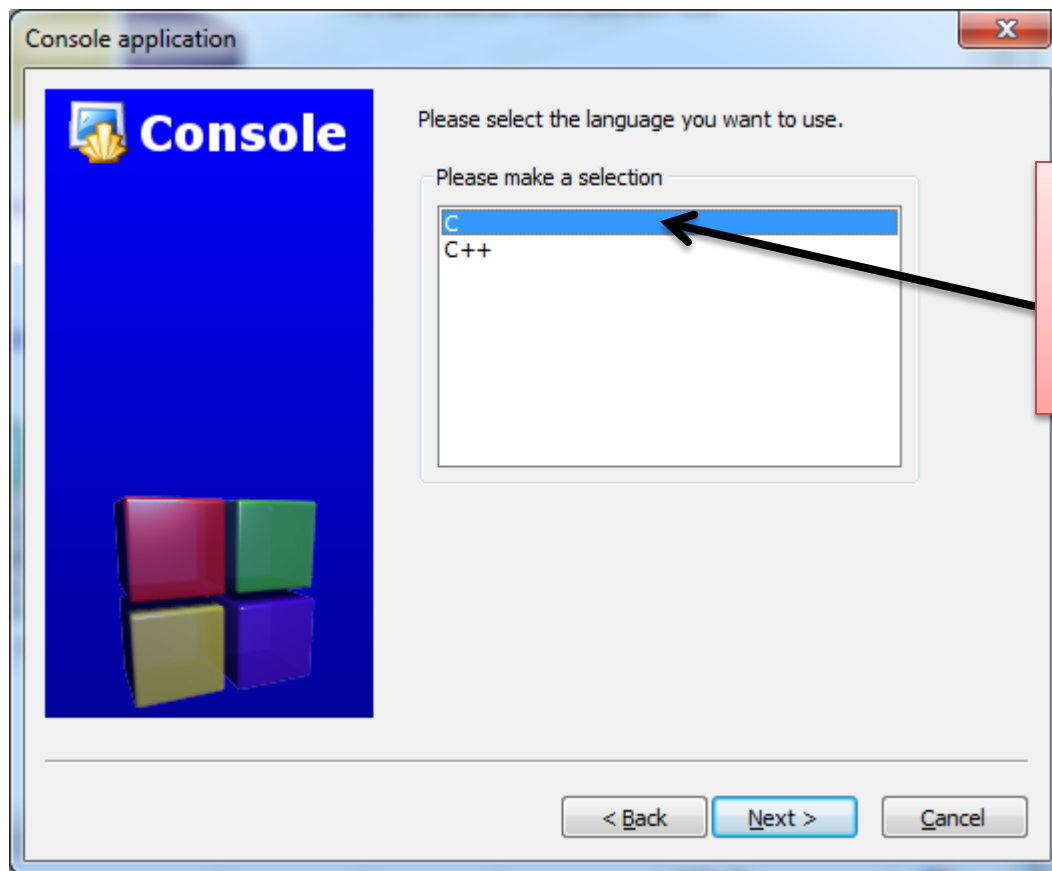 Console application
Console
Please select the language you want to use.
Please make a selection
C
C++
< Back
Next >
Cancel